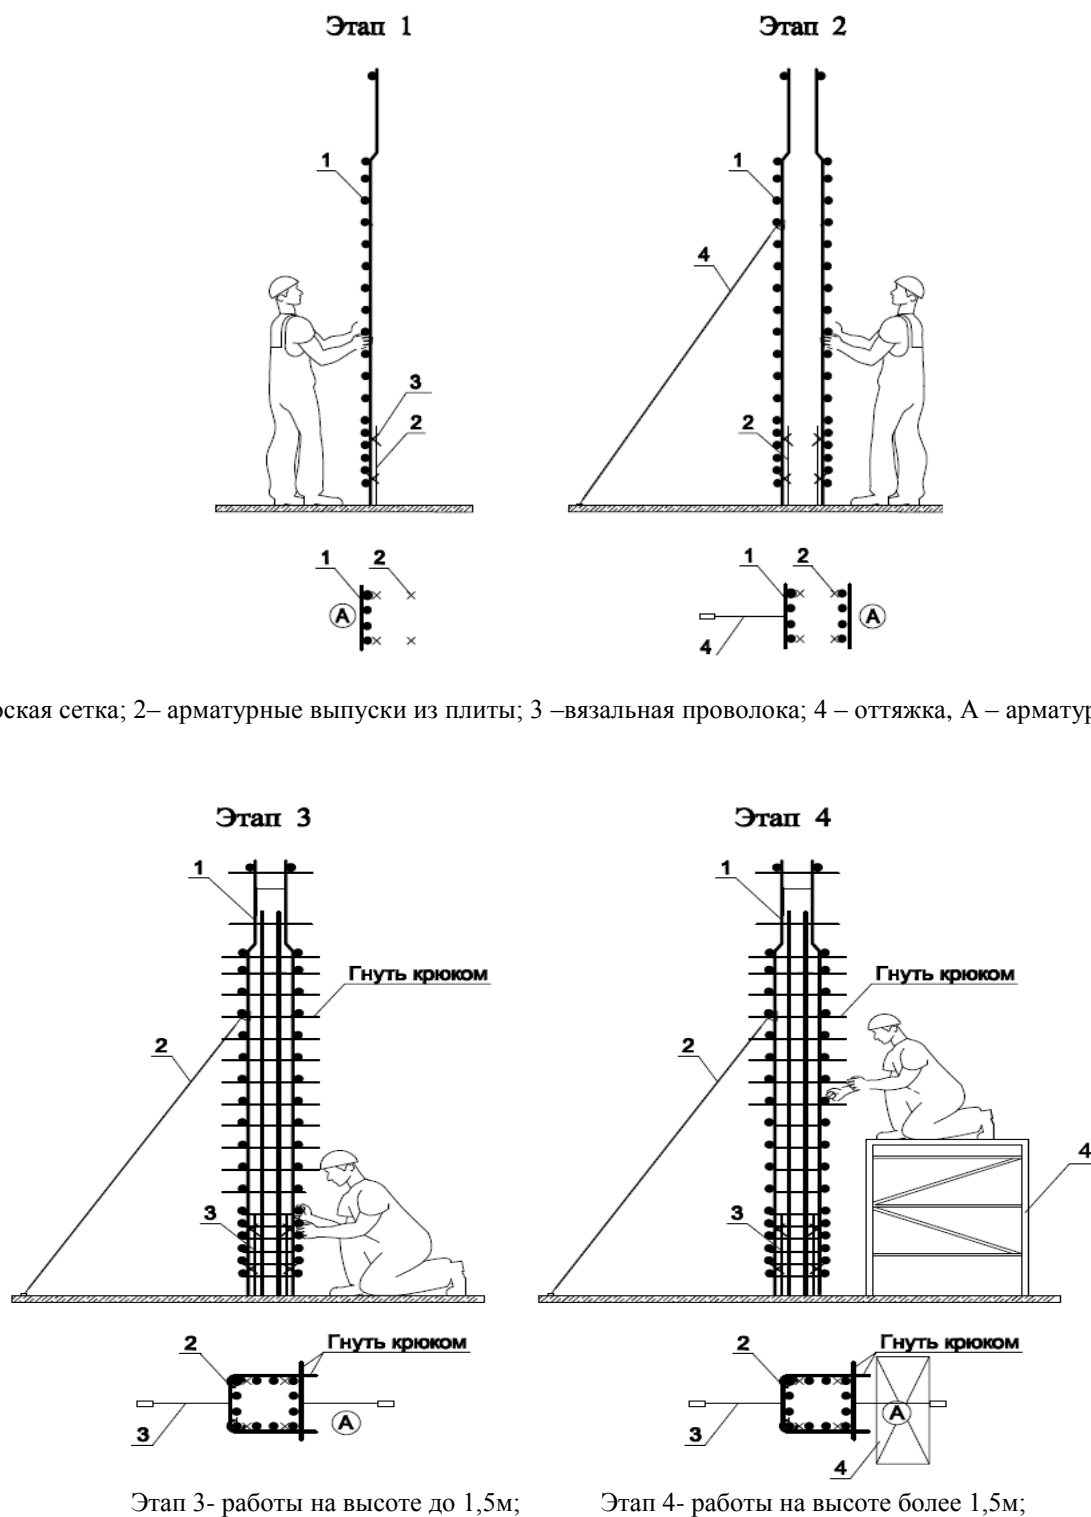 Этап 1 Этап 2
1
1
4
3
2
2
1 2
А
1 2
А
4
ская сетка; 2– арматурные выпуски из плиты; 3 –вязальная проволока; 4 – оттяжка, А – арматур
Этап 3 Этап 4
1
1
Гнуть крюком
Гнуть крюком
2
2
4
3
3
2 Гнуть крюком
2 Гнуть крюком
А
А
3
3
4
Этап 3- работы на высоте до 1,5м; Этап 4- работы на высоте более 1,5м;